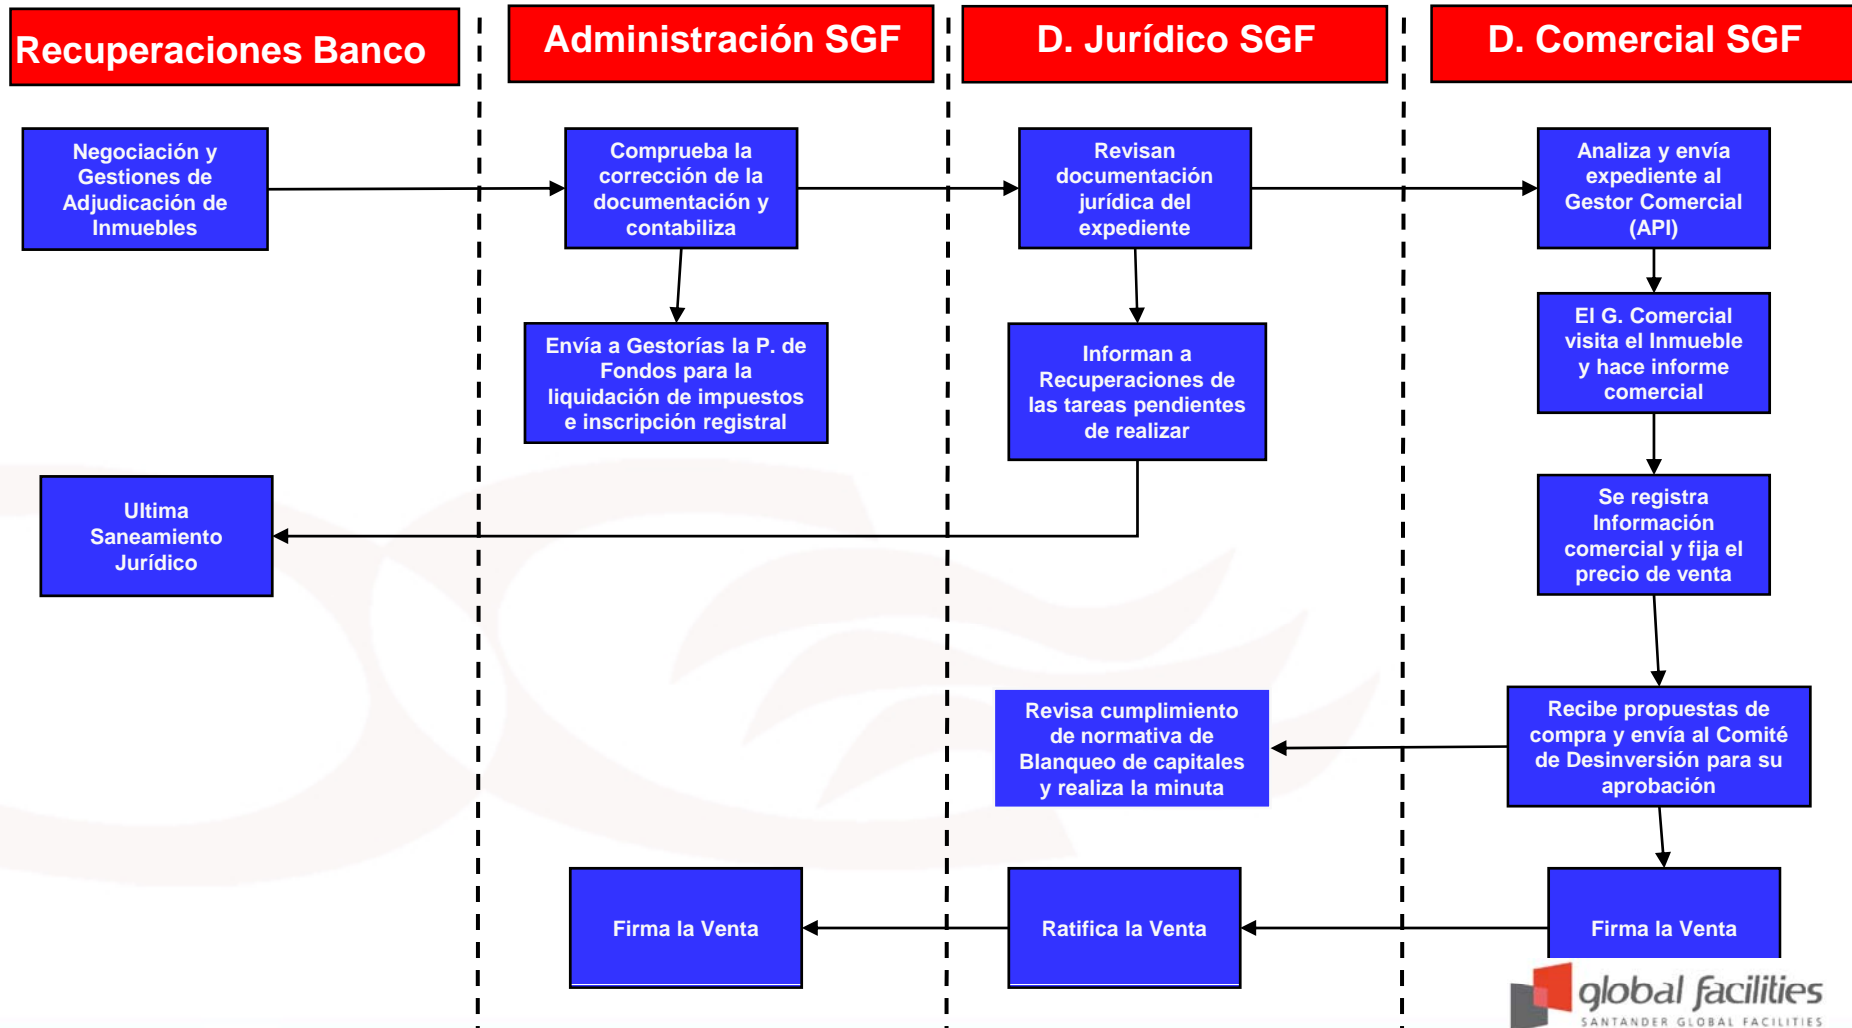 Recuperaciones Banco
Administración SGF
D. Jurídico SGF
D. Comercial SGF
Negociación y
Gestiones de
Adjudicación de
Inmuebles
Comprueba la
corrección de la
documentación y
contabiliza
Revisan
documentación
jurídica del
expediente
Analiza y envía
expediente al
Gestor Comercial
(API)
Envía a Gestorías la P. de
Fondos para la
liquidación de impuestos
e inscripción registral
Informan a
Recuperaciones de
las tareas pendientes
de realizar
El G. Comercial
visita el Inmueble
y hace informe
comercial
Ultima
Saneamiento
Jurídico
Se registra
Información
comercial y fija el
precio de venta
Revisa cumplimiento
de normativa de
Blanqueo de capitales
y realiza la minuta
Recibe propuestas de
compra y envía al Comité
de Desinversión para su
aprobación
Firma la Venta
Ratifica la Venta
Firma la Venta
global facilities
SANTANDER GLOBAL FACILITIES